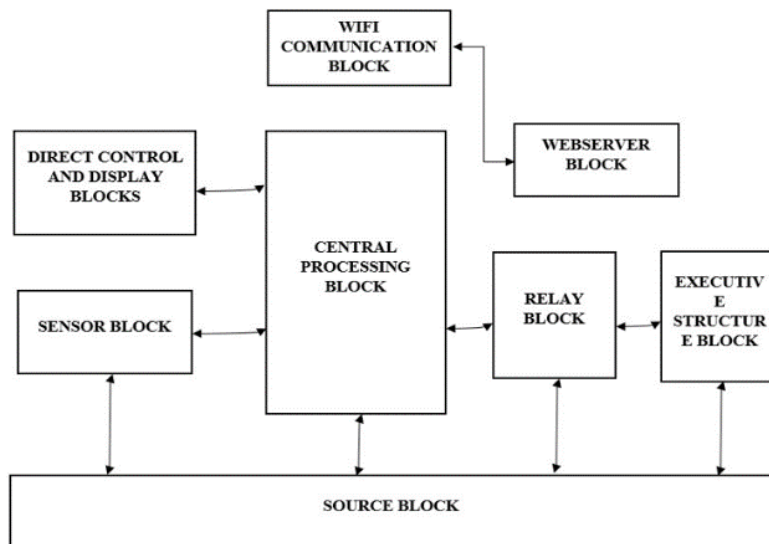 WIFI
COMMUNICATION
BLOCK
DIRECT CONTROL
AND DISPLAY
BLOCKS
WEBSERVER
BLOCK
CENTRAL
PROCESSING
BLOCK
SENSOR BLOCK
RELAY
BLOCK
EXECUTIV
E
STRUCTUR
E BLOCK
SOURCE BLOCK